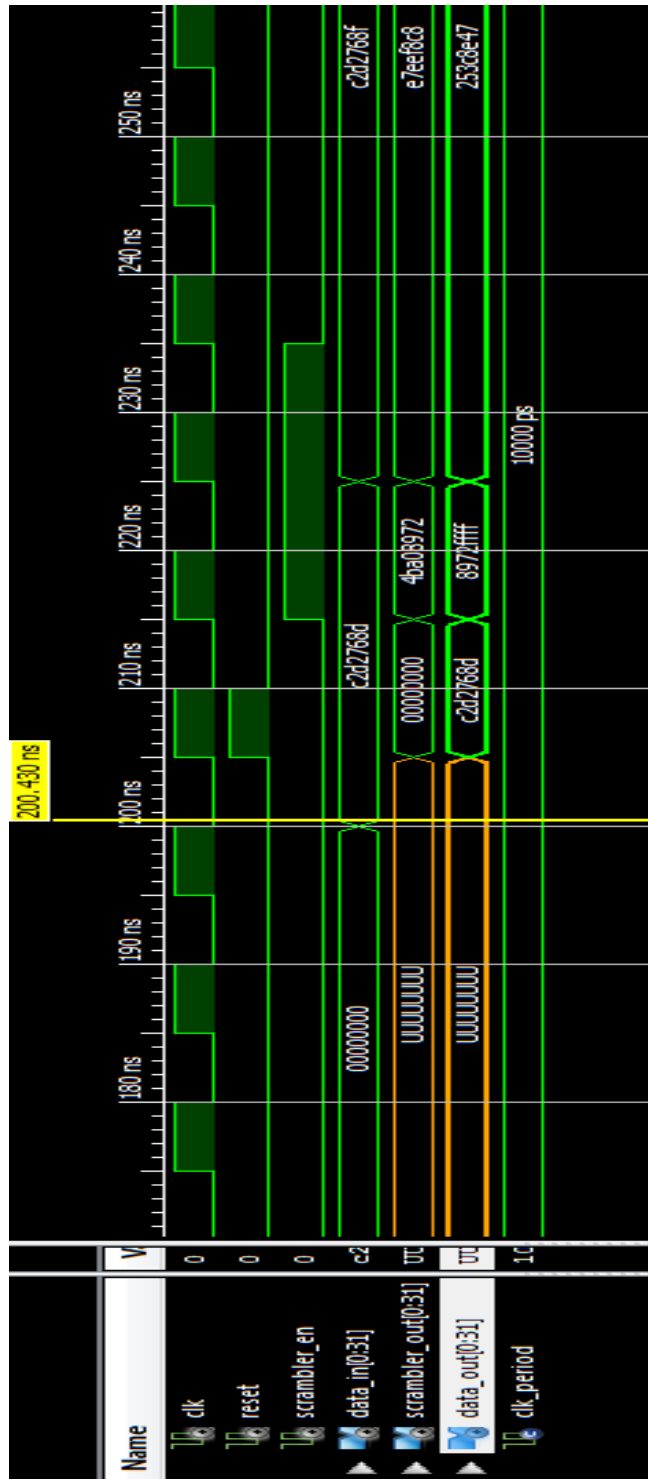 200.430 ns
Name V 180 ns 190 ns 200 ns 210 ns 220 ns 230 ns 240 ns 250 ns
clk 0
reset 0
scrambler_en 0
data_in[0:31] c2 00000000 c2d2768d c2d2768f
scrambler_out[0:31] UU UUUUUUUU 00000000 4ba08972 e7eef8c8
data_out[0:31] UU UUUUUUUU c2d2768d 8972ffff 253c8e47
clk_period 10 10000 ps